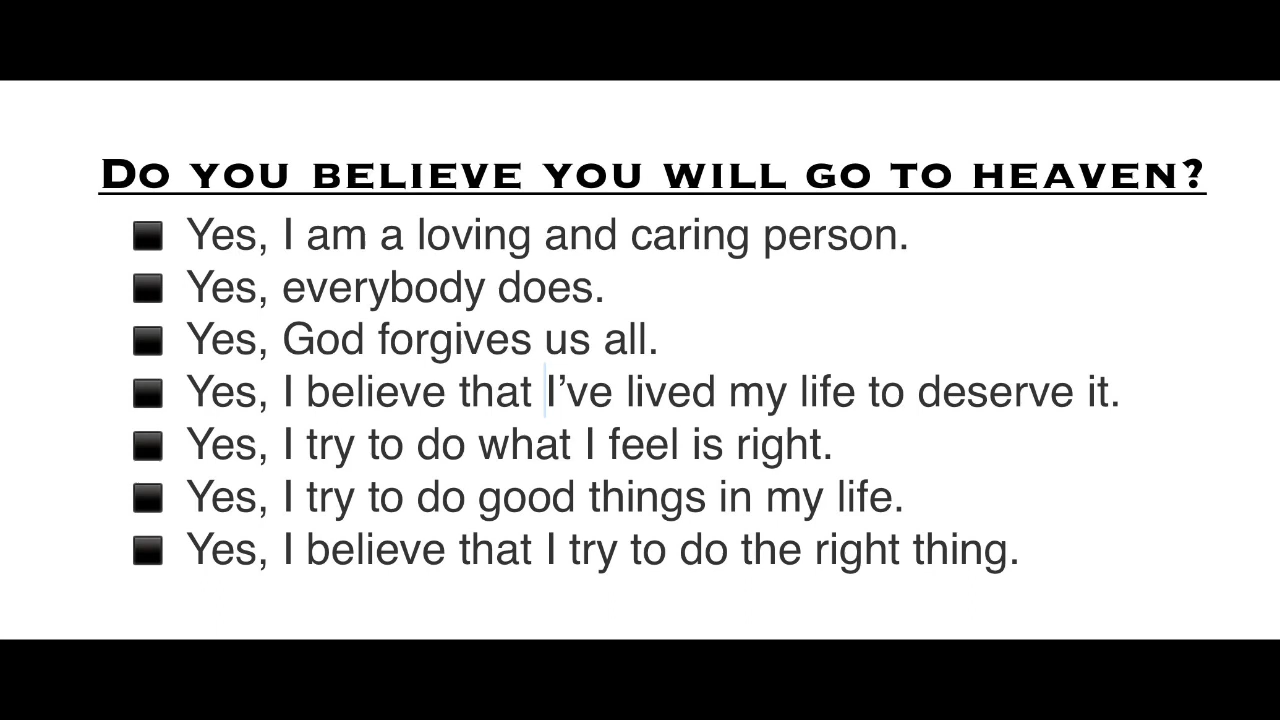 Do you believe you will go to heaven?
Yes, I am a loving and caring person.
Yes, everybody does.
Yes, God forgives us all.
Yes, I believe that I’ve lived my life to deserve it.
Yes, I try to do what I feel is right.
Yes, I try to do good things in my life.
Yes, I believe that I try to do the right thing.